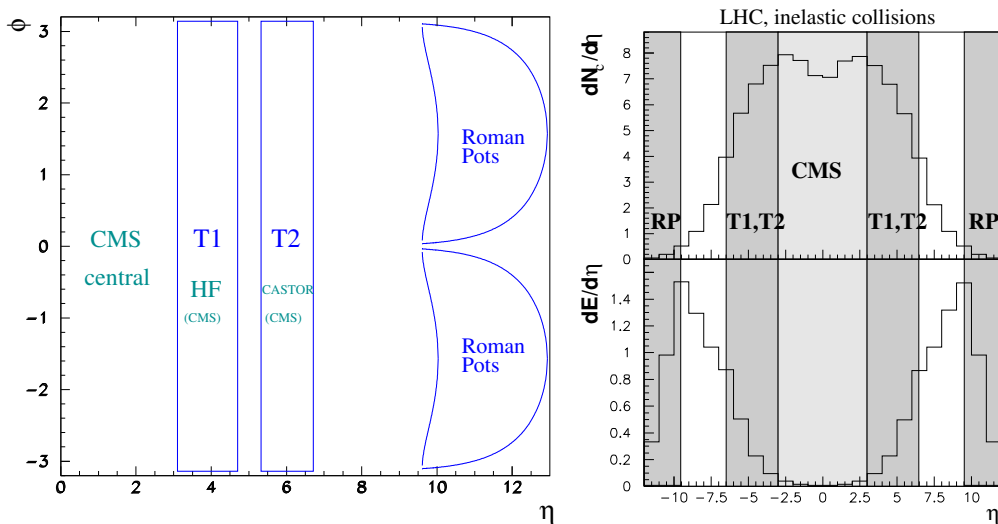 ϕ
3
2
1
0
-1
-2
-3
CMS
central
T1
HF
(CMS)
T2
CASTOR
(CMS)
Roman
Pots
Roman
Pots
0
2
4
6
8
10
12
η
LHC, inelastic collisions
dN_c/dη
8
7
6
5
4
3
2
1
0
RP
T1,T2
CMS
T1,T2
RP
dE/dη
1.4
1.2
1
0.8
0.6
0.4
0.2
0
−10 −7.5 −5 −2.5 0 2.5 5 7.5 10
η